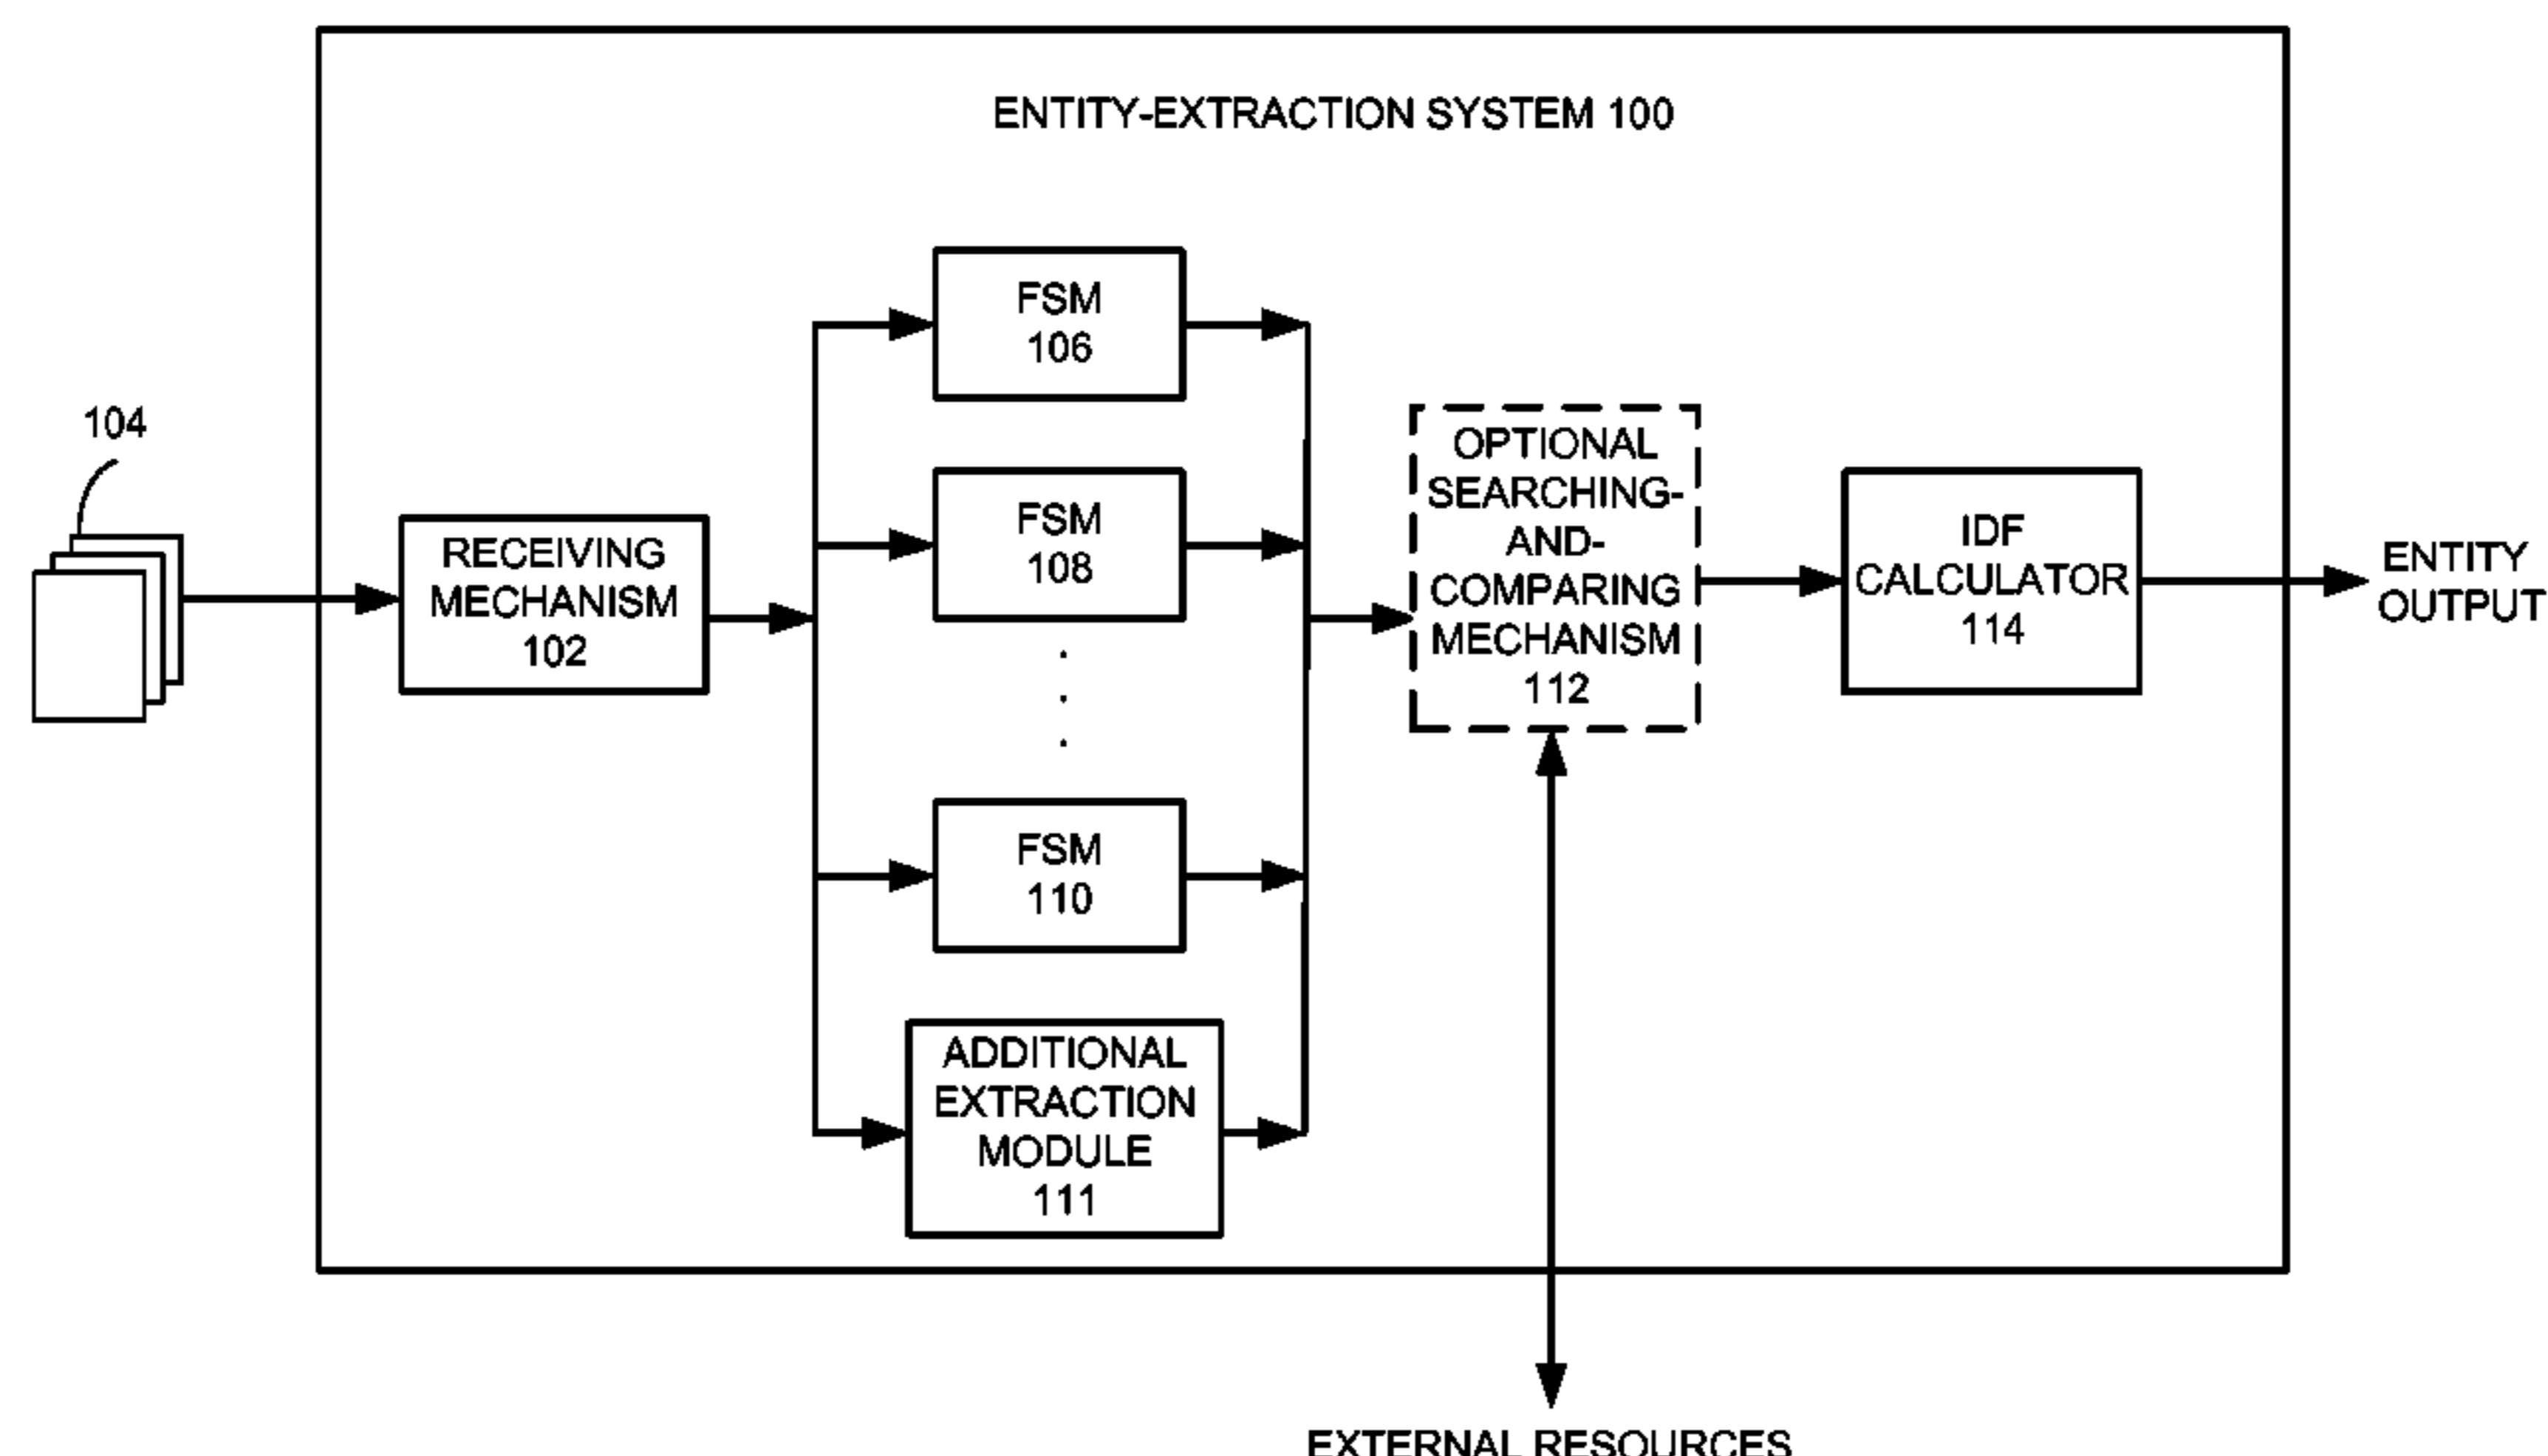 ENTITY-EXTRACTION SYSTEM 100
104
RECEIVING
MECHANISM
102
FSM
106
FSM
108
FSM
110
ADDITIONAL
EXTRACTION
MODULE
111
OPTIONAL
SEARCHING-
AND-
COMPARING
MECHANISM
112
IDF
CALCULATOR
114
ENTITY
OUTPUT
EXTERNAL RESOURCES